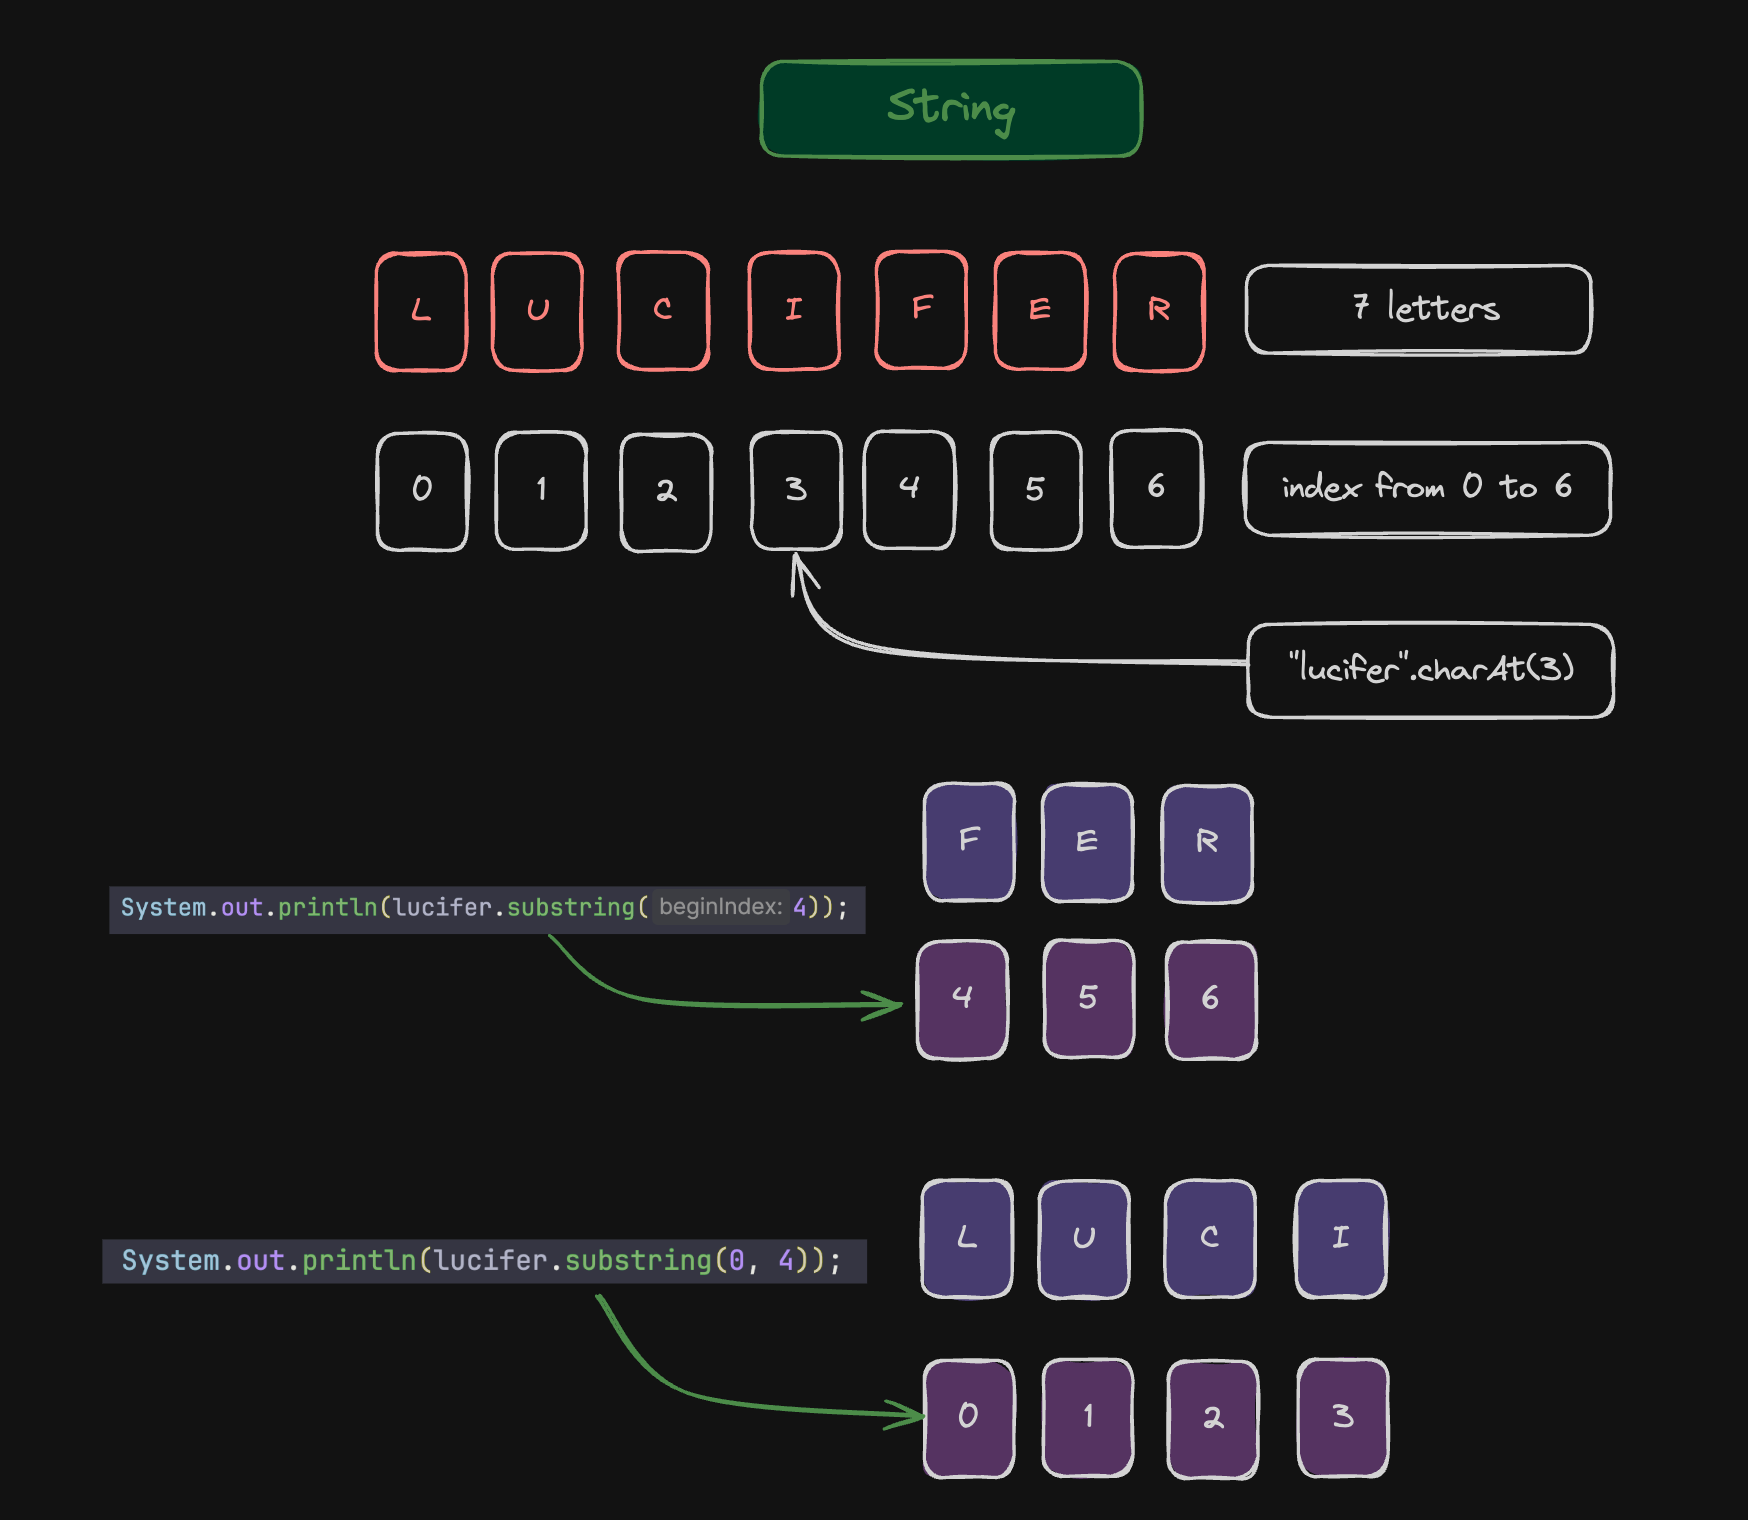 String
L U C I F E R 7 letters
0 1 2 3 4 5 6 index from 0 to 6
"lucifer".charAt(3)
F E R
System.out.println(lucifer.substring( beginIndex: 4));
4 5 6
L U C I
System.out.println(lucifer.substring(0, 4));
0 1 2 3